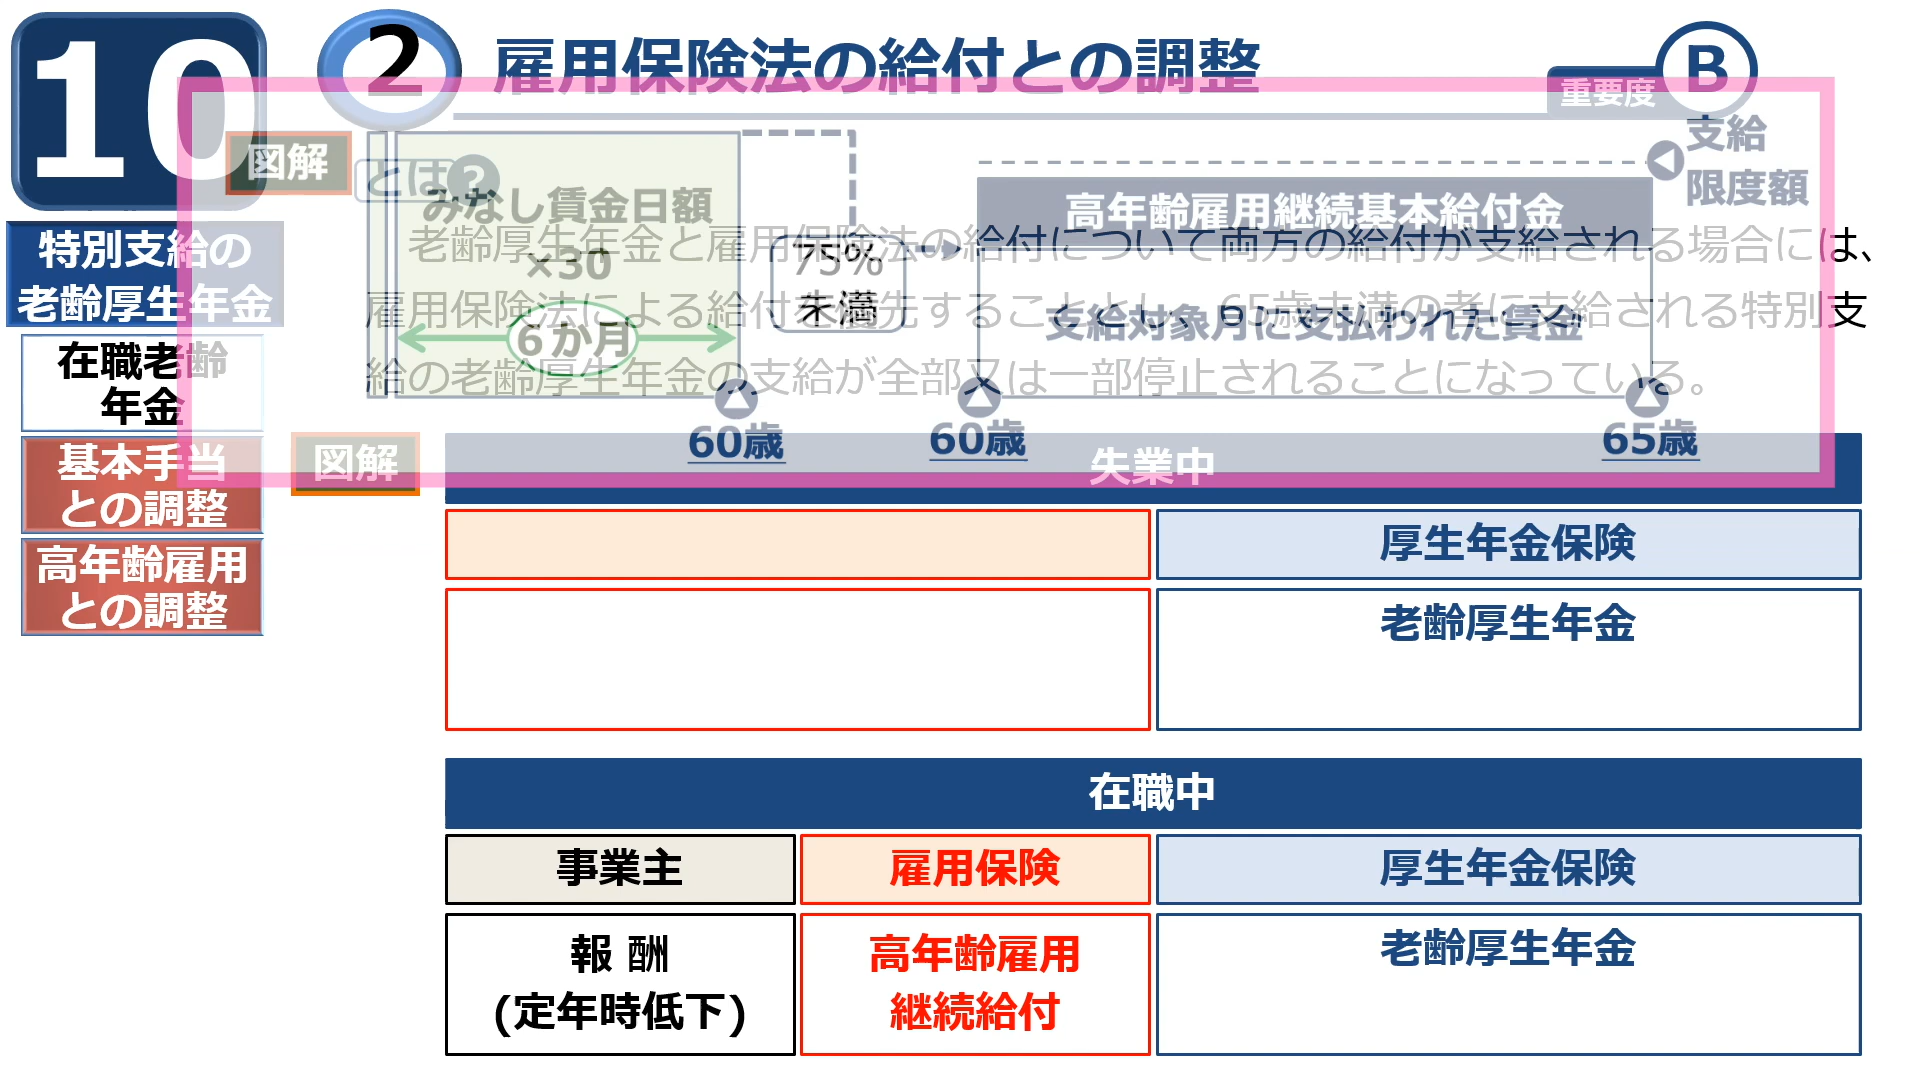 10
2
雇用保険法の給付との調整
重要度
B
特別支給の
老齢厚生年金
在職老齢
年金
基本手当
との調整
高年齢雇用
との調整
図解
とは?
老齢厚生年金と雇用保険法の給付について両方の給付が支給される場合には、
雇用保険法による給付を優先することとし、65歳未満の者に支給される特別支
給の老齢厚生年金の支給が全部又は一部停止されることになっている。
みなし賃金日額
×30
6か月
60歳
75%
未満
高年齢雇用継続基本給付金
支給対象月に支払われた賃金
支給
限度額
60歳
65歳
図解
失業中
厚生年金保険
老齢厚生年金
在職中
事業主
雇用保険
厚生年金保険
報 酬
(定年時低下)
高年齢雇用
継続給付
老齢厚生年金